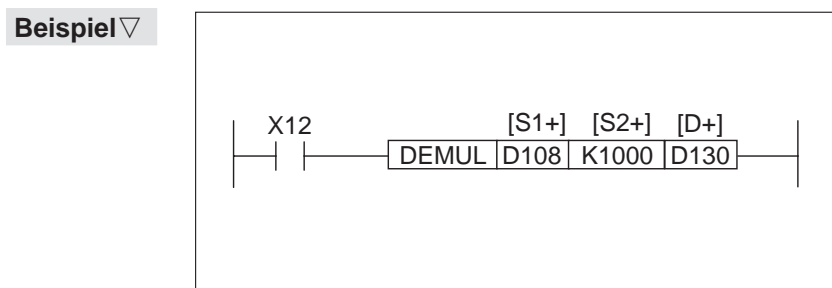 Beispiel▽
[S1+] [S2+] [D+]
X12
DEMUL D108 K1000 D130